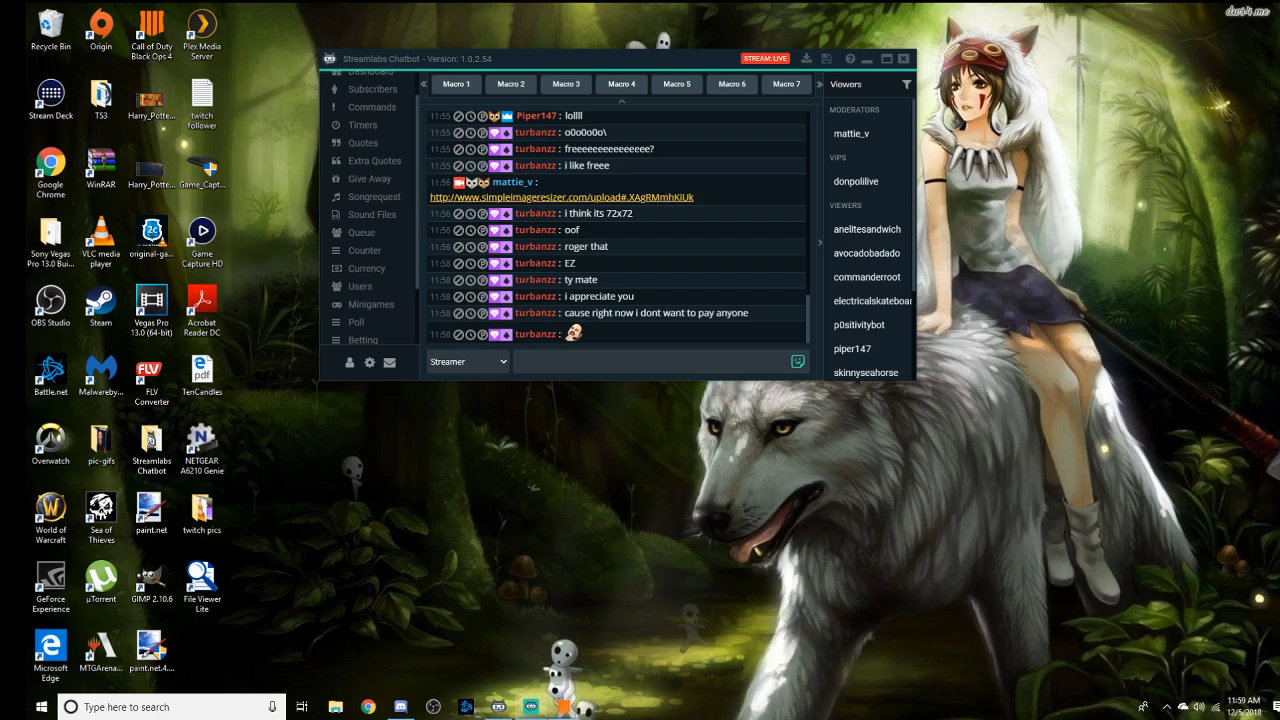 dws4.me
Recycle Bin
Origin
Call of Duty Black Ops 4
Plex Media Server
Stream Deck
TS3
Harry_Potte...
twitch follower
Google Chrome
WinRAR
Harry_Potte...
Game_Capt...
Sony Vegas Pro 13.0 Bui...
VLC media player
original-ga...
Game Capture HD
OBS Studio
Steam
Vegas Pro 13.0 (64-bit)
Acrobat Reader DC
Battle.net
Malwareby...
FLV Converter
TenCandles
Overwatch
pic-gifs
Streamlabs Chatbot
NETGEAR A6210 Genie
World of Warcraft
Sea of Thieves
paint.net
twitch pics
GeForce Experience
µTorrent
GIMP 2.10.6
File Viewer Lite
Microsoft Edge
MTGArena...
paint.net.4....
Streamlabs Chatbot - Version: 1.0.2.54
STREAM: LIVE
Dashboard
Subscribers
Commands
Timers
Quotes
Extra Quotes
Give Away
Songrequest
Sound Files
Queue
Counter
Currency
Users
Minigames
Poll
Betting
Macro 1 Macro 2 Macro 3 Macro 4 Macro 5 Macro 6 Macro 7
11:55 Piper147 : lollll
11:55 turbanzz : o0o0o0o\
11:55 turbanzz : freeeeeeeeeeeeeee?
11:55 turbanzz : i like freee
11:56 mattie_v :
http://www.simpleimageresizer.com/upload#.XAgRMmhKiUk
11:56 turbanzz : i think its 72x72
11:56 turbanzz : oof
11:56 turbanzz : roger that
11:58 turbanzz : EZ
11:58 turbanzz : ty mate
11:58 turbanzz : i appreciate you
11:58 turbanzz : cause right now i dont want to pay anyone
11:58 turbanzz :
Streamer
Viewers
MODERATORS
mattie_v
VIPS
donpolilive
VIEWERS
anelitesandwich
avocadobadado
commanderroot
electricalskateboar
p0sitivitybot
piper147
skinnyseahorse
Type here to search
11:59 AM
12/5/2018